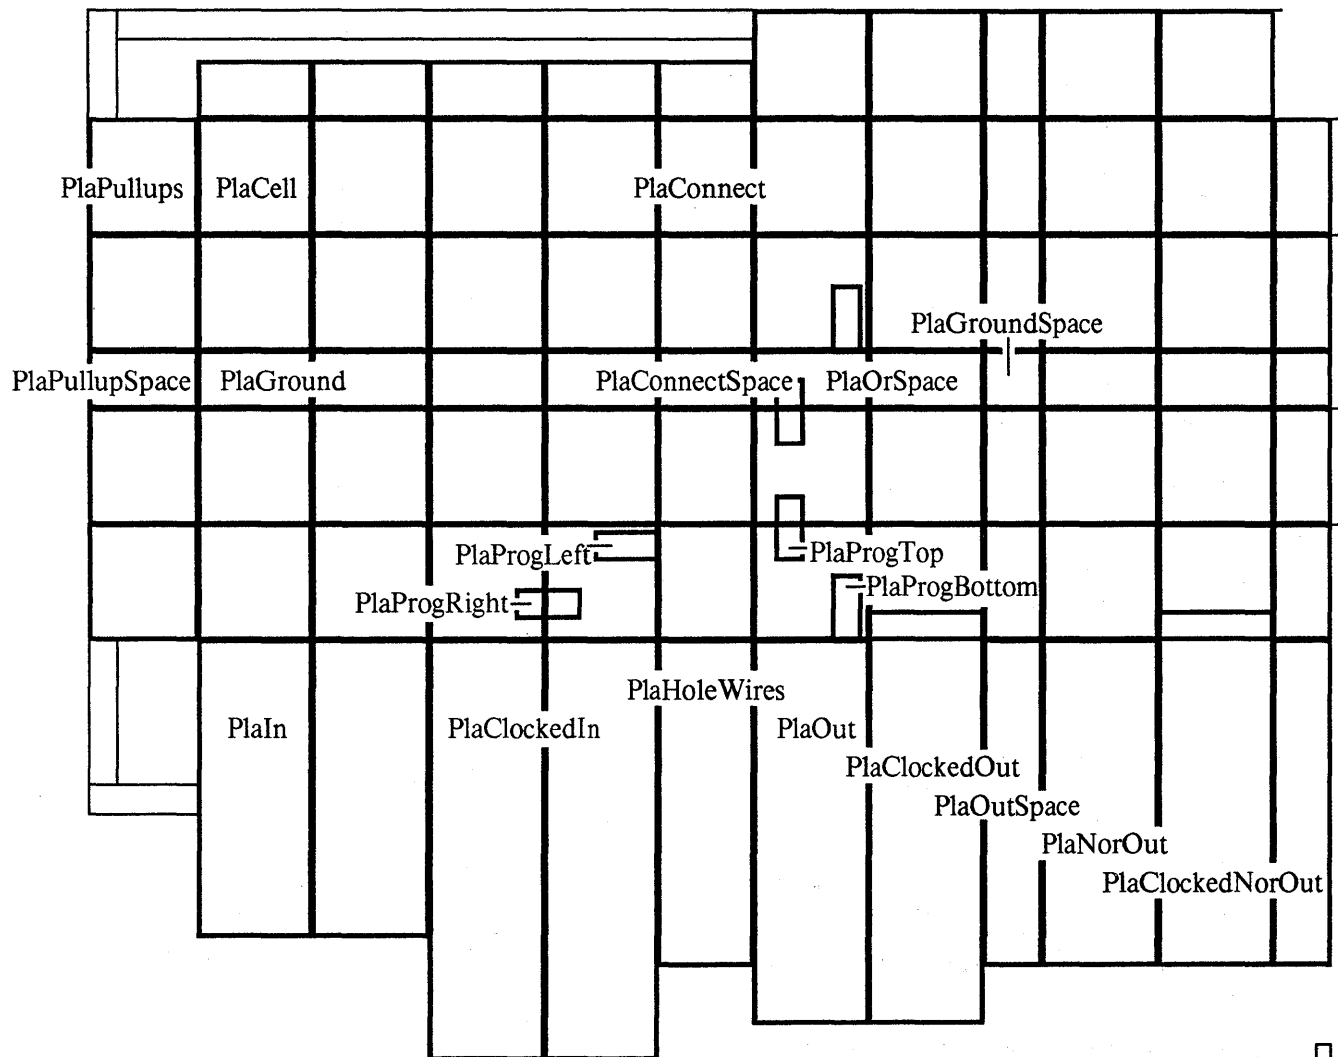 PlaPullups
PlaCell
PlaConnect
PlaGroundSpace
PlaPullupSpace
PlaGround
PlaConnectSpace
PlaOrSpace
PlaProgLeft
PlaProgTop
PlaProgBottom
PlaProgRight
PlaHoleWires
PlaIn
PlaClockedIn
PlaOut
PlaClockedOut
PlaOutSpace
PlaNorOut
PlaClockedNorOut